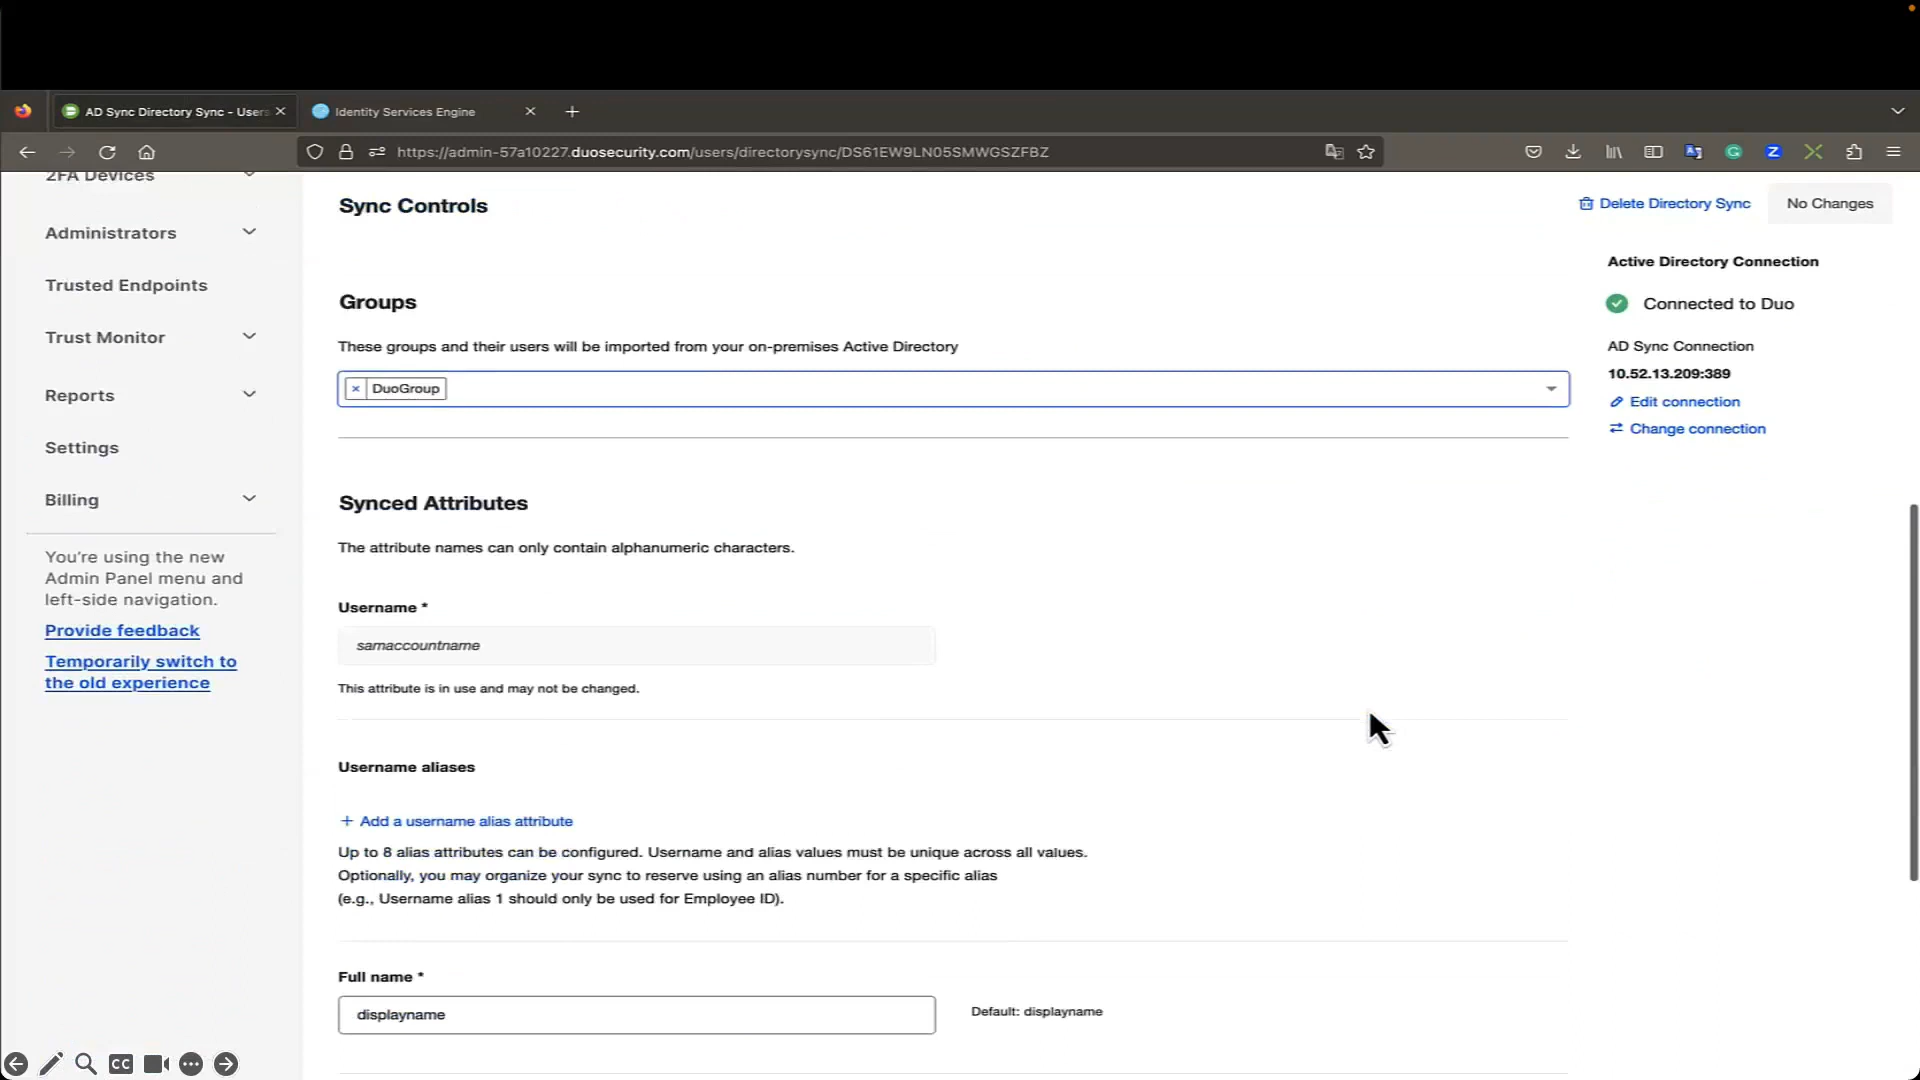 AD Sync Directory Sync - Users
Identity Services Engine
https://admin-57a10227.duosecurity.com/users/directorysync/DS61EW9LN05SMWGSZFBZ
2FA Devices
Administrators
Trusted Endpoints
Trust Monitor
Reports
Settings
Billing
You're using the new
Admin Panel menu and
left-side navigation.
Provide feedback
Temporarily switch to
the old experience
Sync Controls
Delete Directory Sync
No Changes
Groups
These groups and their users will be imported from your on-premises Active Directory
DuoGroup
Active Directory Connection
Connected to Duo
AD Sync Connection
10.52.13.209:389
Edit connection
Change connection
Synced Attributes
The attribute names can only contain alphanumeric characters.
Username *
samaccountname
This attribute is in use and may not be changed.
Username aliases
+ Add a username alias attribute
Up to 8 alias attributes can be configured. Username and alias values must be unique across all values.
Optionally, you may organize your sync to reserve using an alias number for a specific alias
(e.g., Username alias 1 should only be used for Employee ID).
Full name *
displayname
Default: displayname
CC